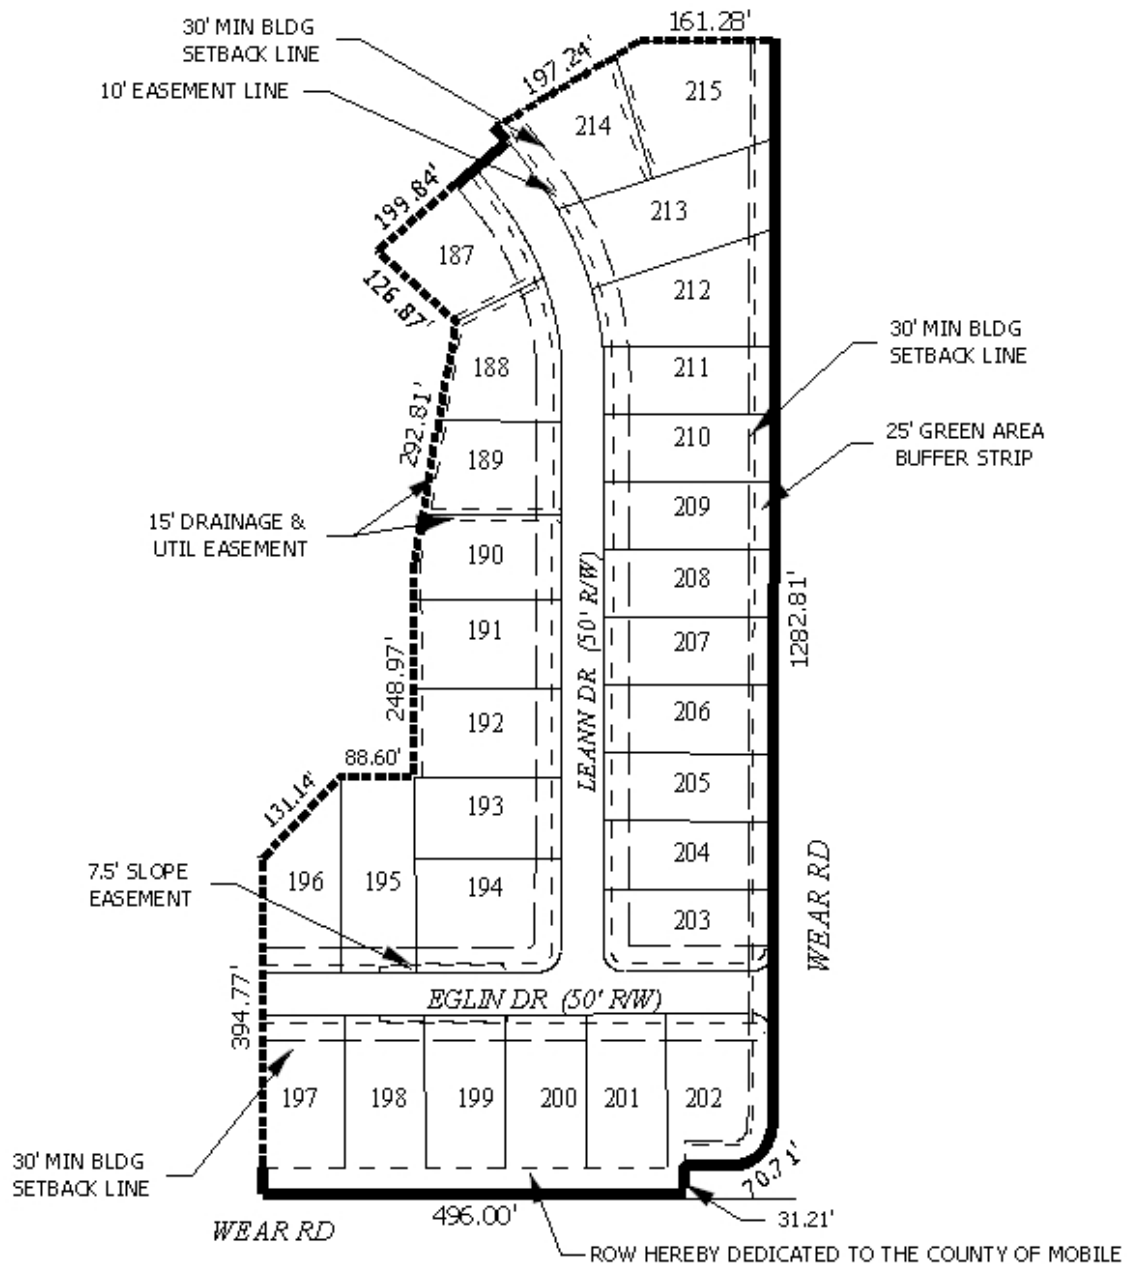 161.28'
30' MIN BLDG
SETBACK LINE
197.24'
10' EASEMENT LINE
215
214
199.84'
213
187
126.87'
212
30' MIN BLDG
SETBACK LINE
188
211
292.81'
210
25' GREEN AREA
BUFFER STRIP
189
209
15' DRAINAGE &
UTIL EASEMENT
190
208
LEANN DR (50' R/W)
1282.81'
191
207
248.97'
192
206
88.60'
205
131.14'
193
204
WEAR RD
7.5' SLOPE
EASEMENT
196
195
194
203
394.77'
EGLIN DR (50' R/W)
197
198
199
200
201
202
30' MIN BLDG
SETBACK LINE
70.71'
496.00'
31.21'
WEAR RD
ROW HEREBY DEDICATED TO THE COUNTY OF MOBILE